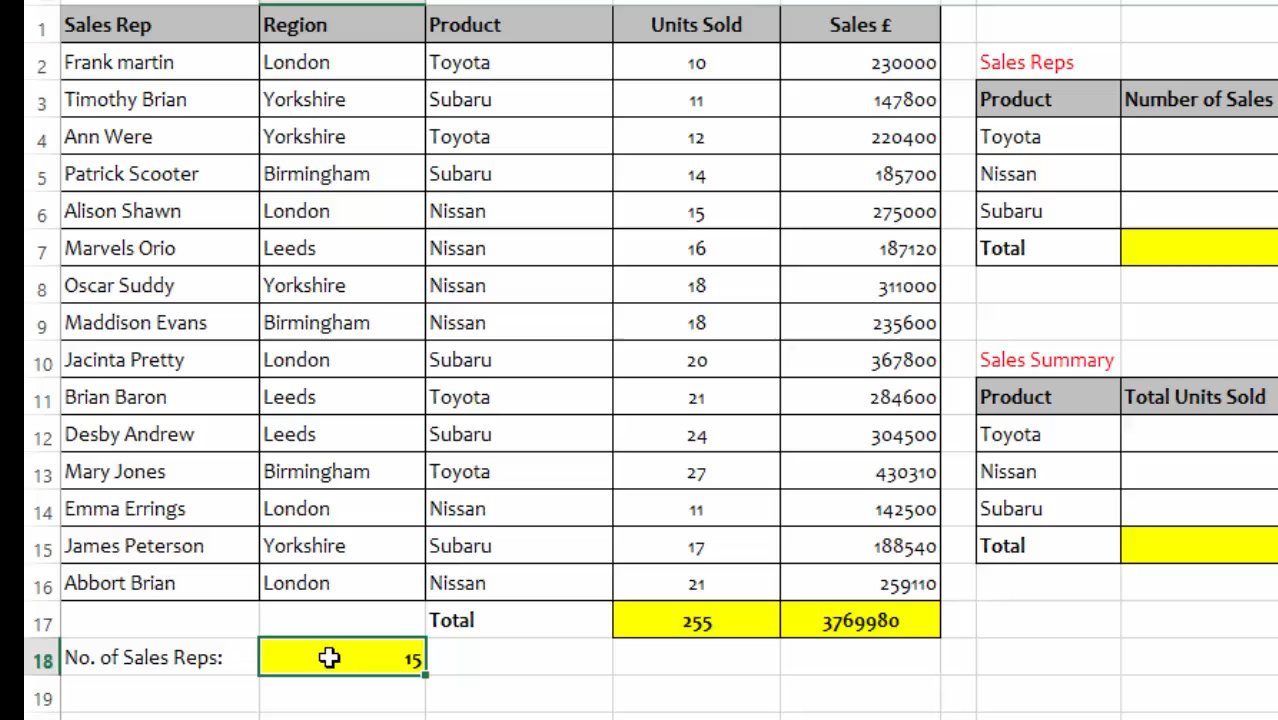 1 Sales Rep Region Product Units Sold Sales £
2 Frank martin London Toyota 10 230000 Sales Reps
3 Timothy Brian Yorkshire Subaru 11 147800 Product Number of Sales
4 Ann Were Yorkshire Toyota 12 220400 Toyota
5 Patrick Scooter Birmingham Subaru 14 185700 Nissan
6 Alison Shawn London Nissan 15 275000 Subaru
7 Marvels Orio Leeds Nissan 16 187120 Total
8 Oscar Suddy Yorkshire Nissan 18 311000
9 Maddison Evans Birmingham Nissan 18 235600
10 Jacinta Pretty London Subaru 20 367800 Sales Summary
11 Brian Baron Leeds Toyota 21 284600 Product Total Units Sold
12 Desby Andrew Leeds Subaru 24 304500 Toyota
13 Mary Jones Birmingham Toyota 27 430310 Nissan
14 Emma Errings London Nissan 11 142500 Subaru
15 James Peterson Yorkshire Subaru 17 188540 Total
16 Abbort Brian London Nissan 21 259110
17 Total 255 3769980
18 No. of Sales Reps: 15
19